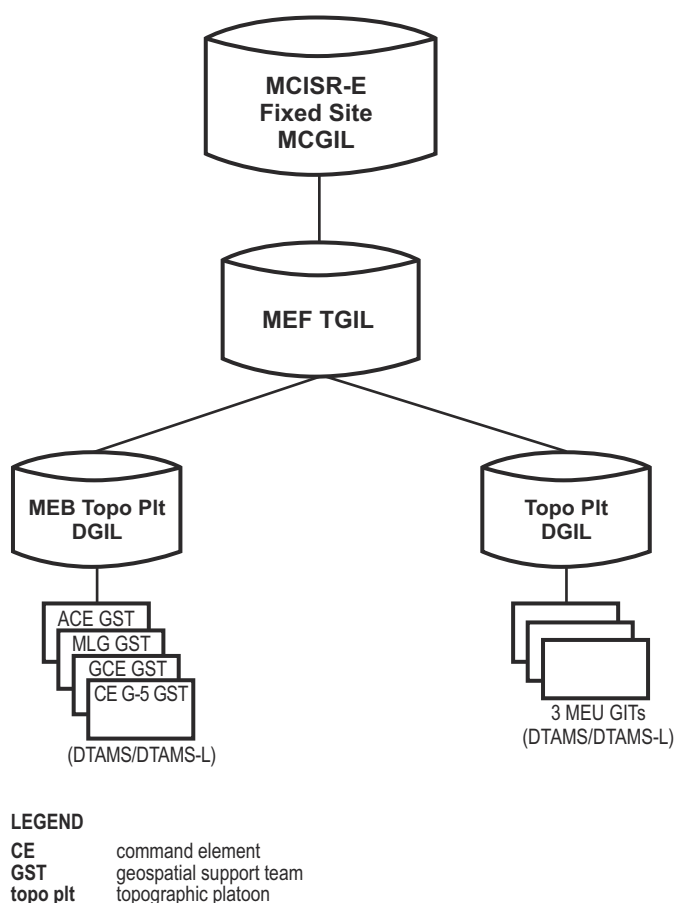 MCISR-E
Fixed Site
MCGIL
MEF TGIL
MEB Topo Plt
DGIL
Topo Plt
DGIL
ACE GST
MLG GST
GCE GST
CE G-5 GST
(DTAMS/DTAMS-L)
3 MEU GITs
(DTAMS/DTAMS-L)
LEGEND
CE command element
GST geospatial support team
topo plt topographic platoon